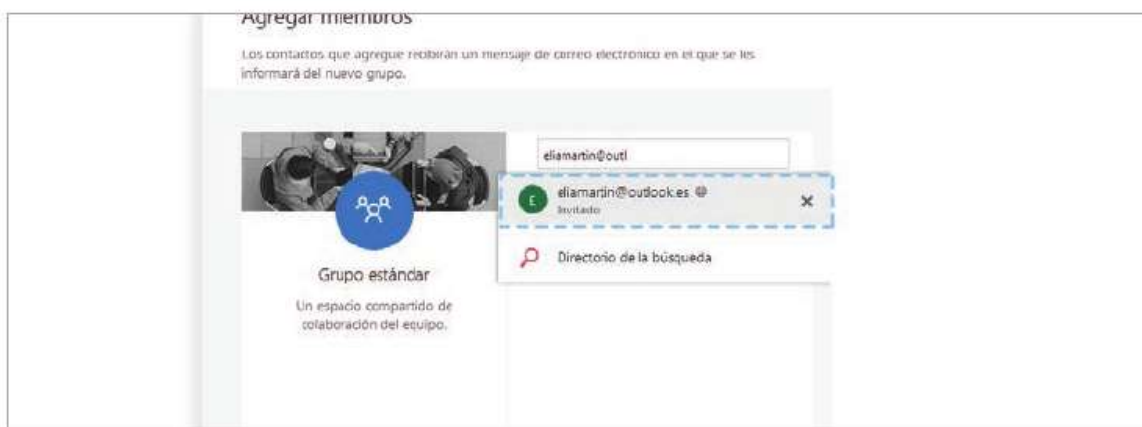 Agregar miembros
Los contactos que agregue recibirán un mensaje de correo electrónico en el que se les
informará del nuevo grupo.
eliamartin@outl
E
eliamartin@outlook.es
Invitado
Directorio de la búsqueda
Grupo estándar
Un espacio compartido de
colaboración del equipo.